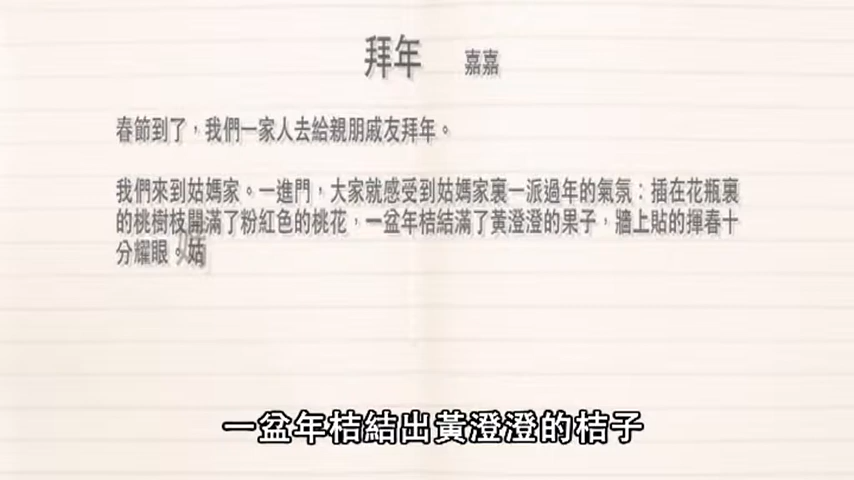 拜年 嘉嘉
春節到了，我們一家人去給親朋戚友拜年。
我們來到姑媽家。一進門，大家就感受到姑媽家裏一派過年的氣氛：插在花瓶裏
的桃樹枝開滿了粉紅色的桃花，一盆年桔結滿了黃澄澄的果子，牆上貼的揮春十
分耀眼。姑
一盆年桔結出黃澄澄的桔子